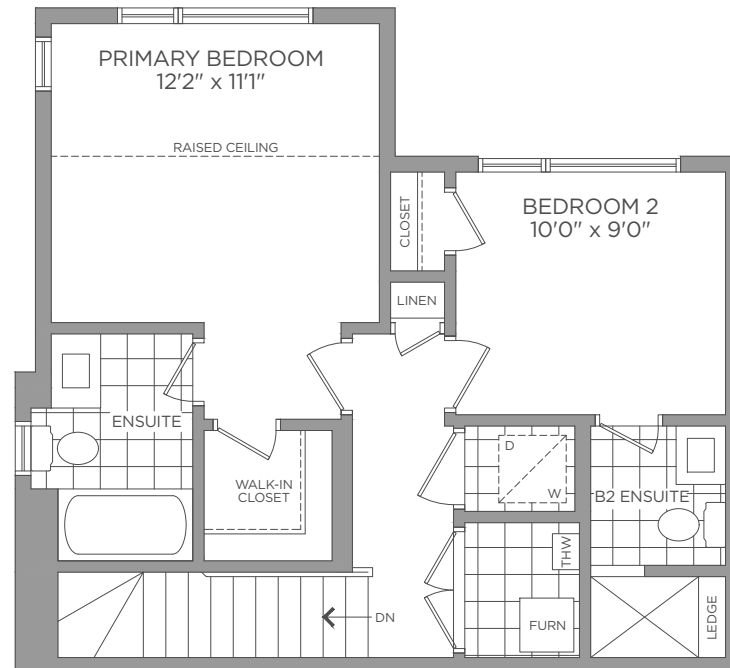 PRIMARY BEDROOM
12'2" x 11'1"
RAISED CEILING
CLOSET
BEDROOM 2
10'0" x 9'0"
LINEN
ENSUITE
WALK-IN
CLOSET
D
W
B2 ENSUITE
THW
FURN
DN
LEDGE